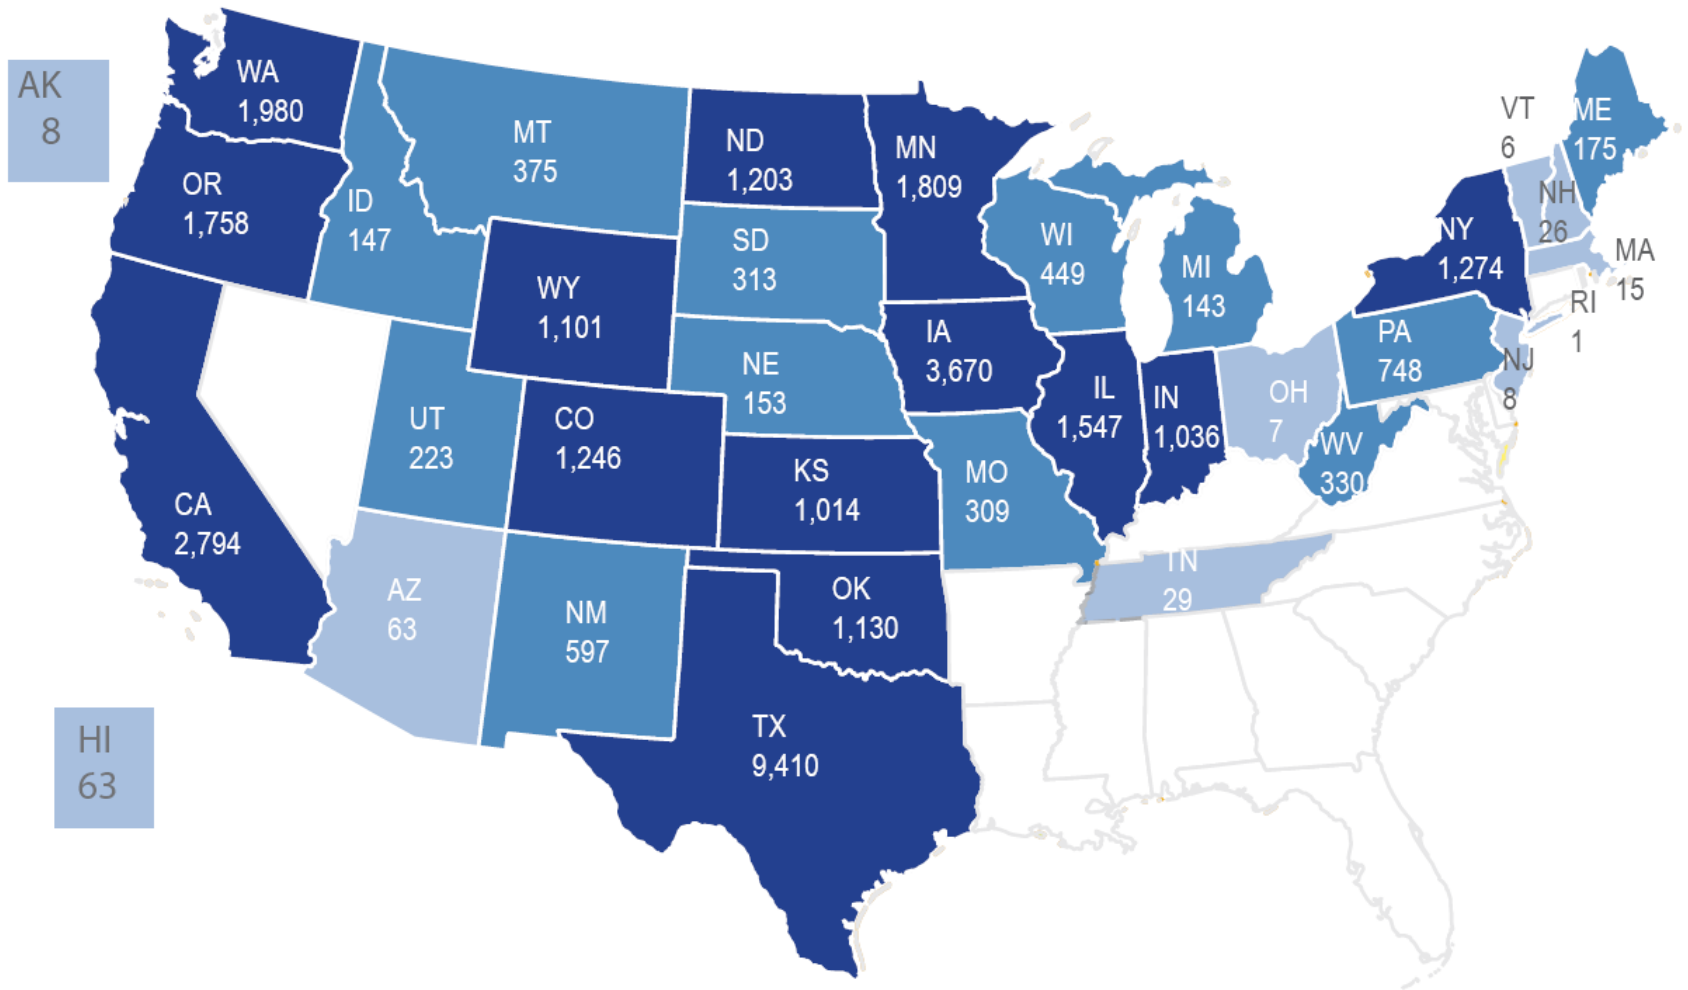 AK
8
WA
1,980
OR
1,758
CA
2,794
ID
147
MT
375
WY
1,101
UT
223
CO
1,246
AZ
63
NM
597
ND
1,203
SD
313
NE
153
KS
1,014
OK
1,130
TX
9,410
MN
1,809
IA
3,670
MO
309
WI
449
IL
1,547
MI
143
IN
1,036
OH
7
TN
29
WV
330
PA
748
NY
1,274
VT
6
NH
26
ME
175
MA
15
RI
1
NJ
8
HI
63